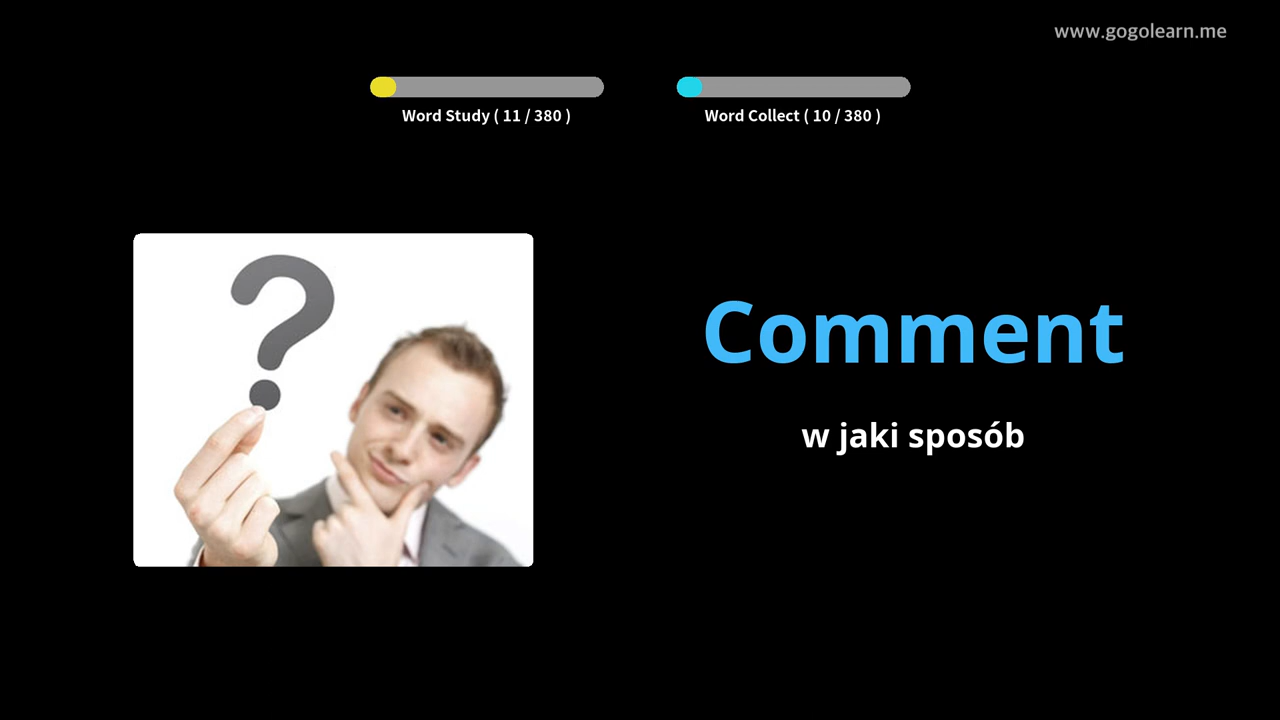 www.gogolearn.me
Word Study ( 11 / 380 )
Word Collect ( 10 / 380 )
?
Comment
w jaki sposób